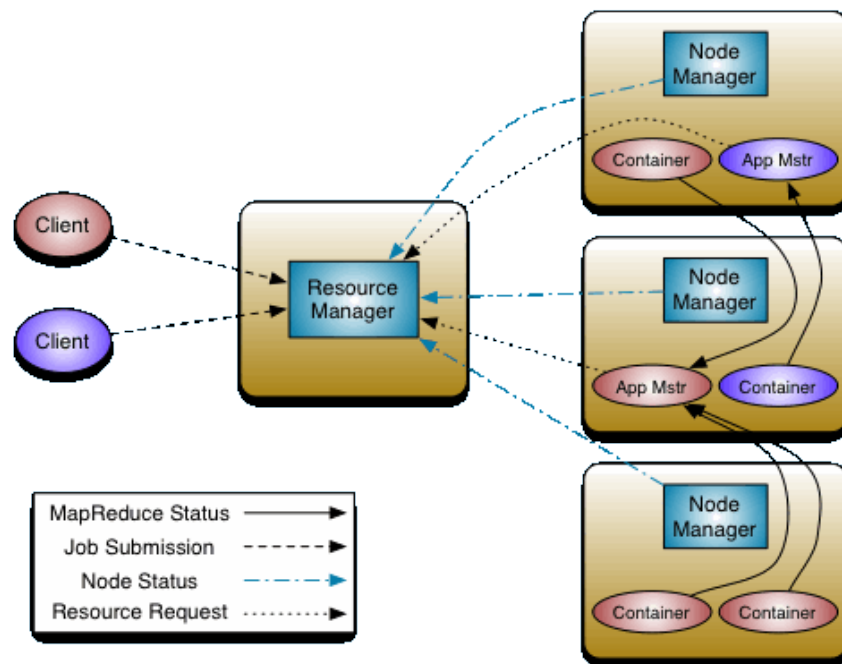 Client
Client
Resource
Manager
Node
Manager
Container
App Mstr
Node
Manager
App Mstr
Container
Node
Manager
Container
Container
MapReduce Status
Job Submission
Node Status
Resource Request